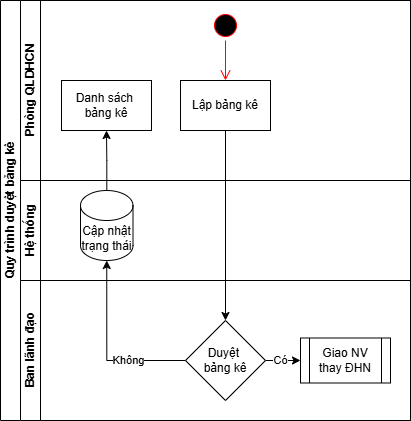 Quy trình duyệt bảng kê
Phòng QLDHCN
Danh sách
bảng kê
Lập bảng kê
Hệ thống
Cập nhật
trạng thái
Ban lãnh đạo
Không
Duyệt
bảng kê
Có
Giao NV
thay ĐHN